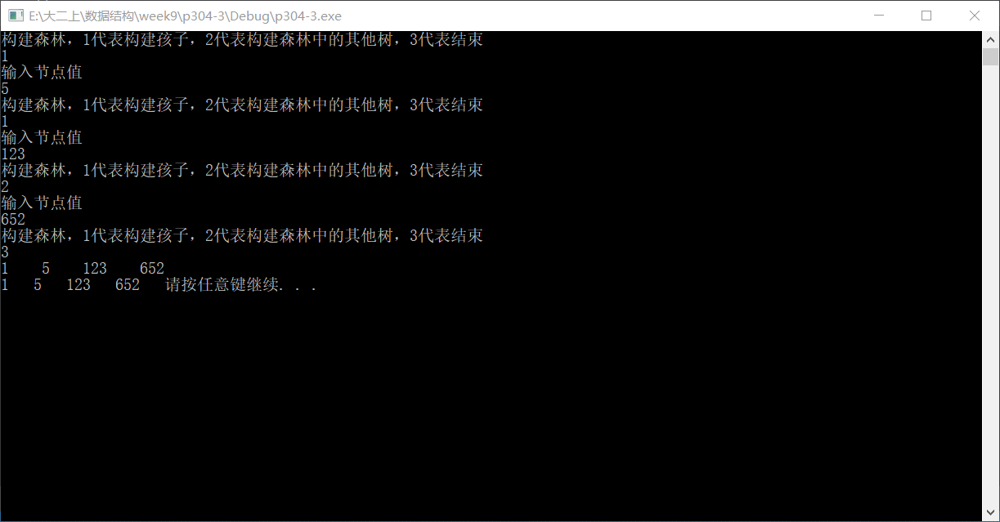 E:\大二上\数据结构\week9\p304-3\Debug\p304-3.exe
构建森林，1代表构建孩子，2代表构建森林中的其他树，3代表结束
1
输入节点值
5
构建森林，1代表构建孩子，2代表构建森林中的其他树，3代表结束
1
输入节点值
123
构建森林，1代表构建孩子，2代表构建森林中的其他树，3代表结束
2
输入节点值
652
构建森林，1代表构建孩子，2代表构建森林中的其他树，3代表结束
3
1    5    123    652
1   5   123   652   请按任意键继续. . .